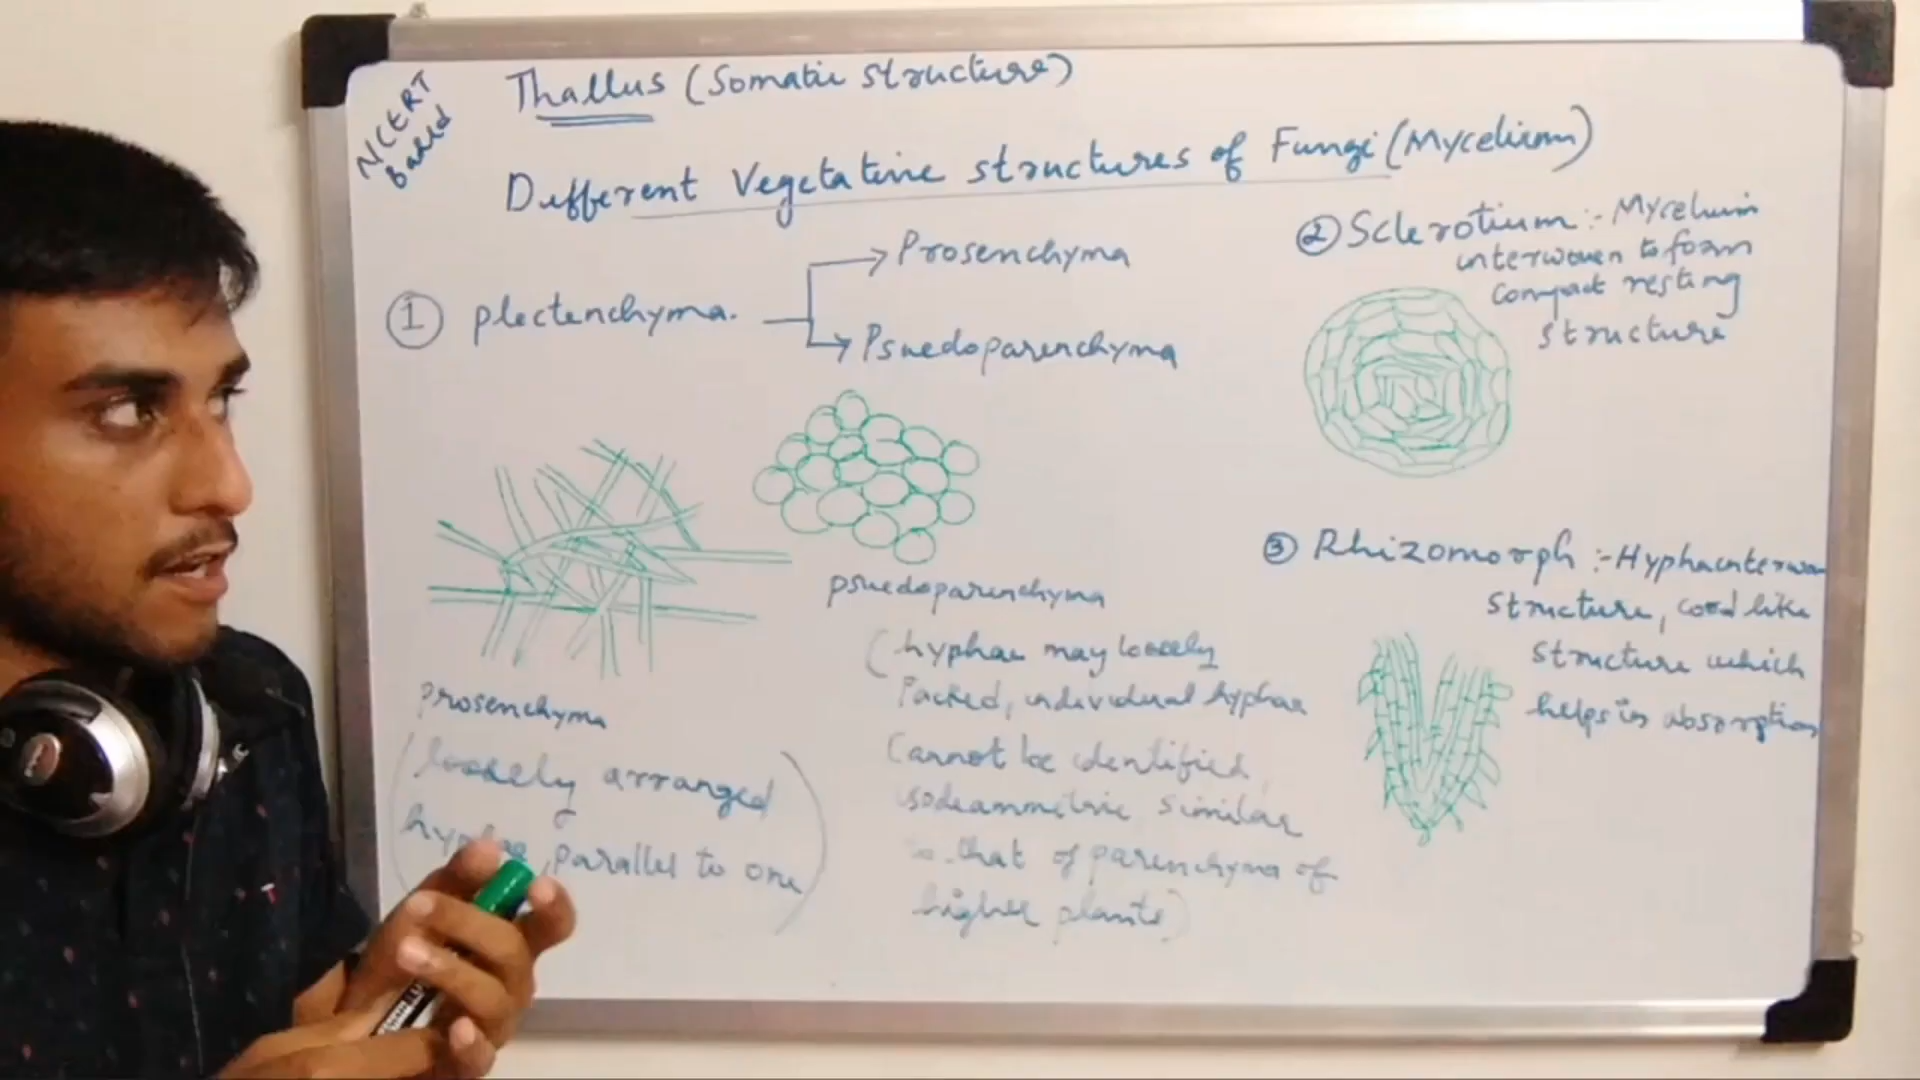 NCERT
Based
Thallus (Somatic structure)
Different Vegetative structures of Fungi (Mycelium)
① plectenchyma.
Prosenchyma
Psuedoparenchyma
② Sclerotium :- Mycelium
interwoven to form
compact resting
structure
prosenchyma
(loosely arranged
hyphae, parallel to one)
psuedoparenchyma
(hyphae may loosely
Packed, individual hyphae
Cannot be identified,
isodeammetric similar
to that of parenchyma of
higher plants)
③ Rhizomorph :- Hyphae
structure, cord like
structure which
helps in absorption